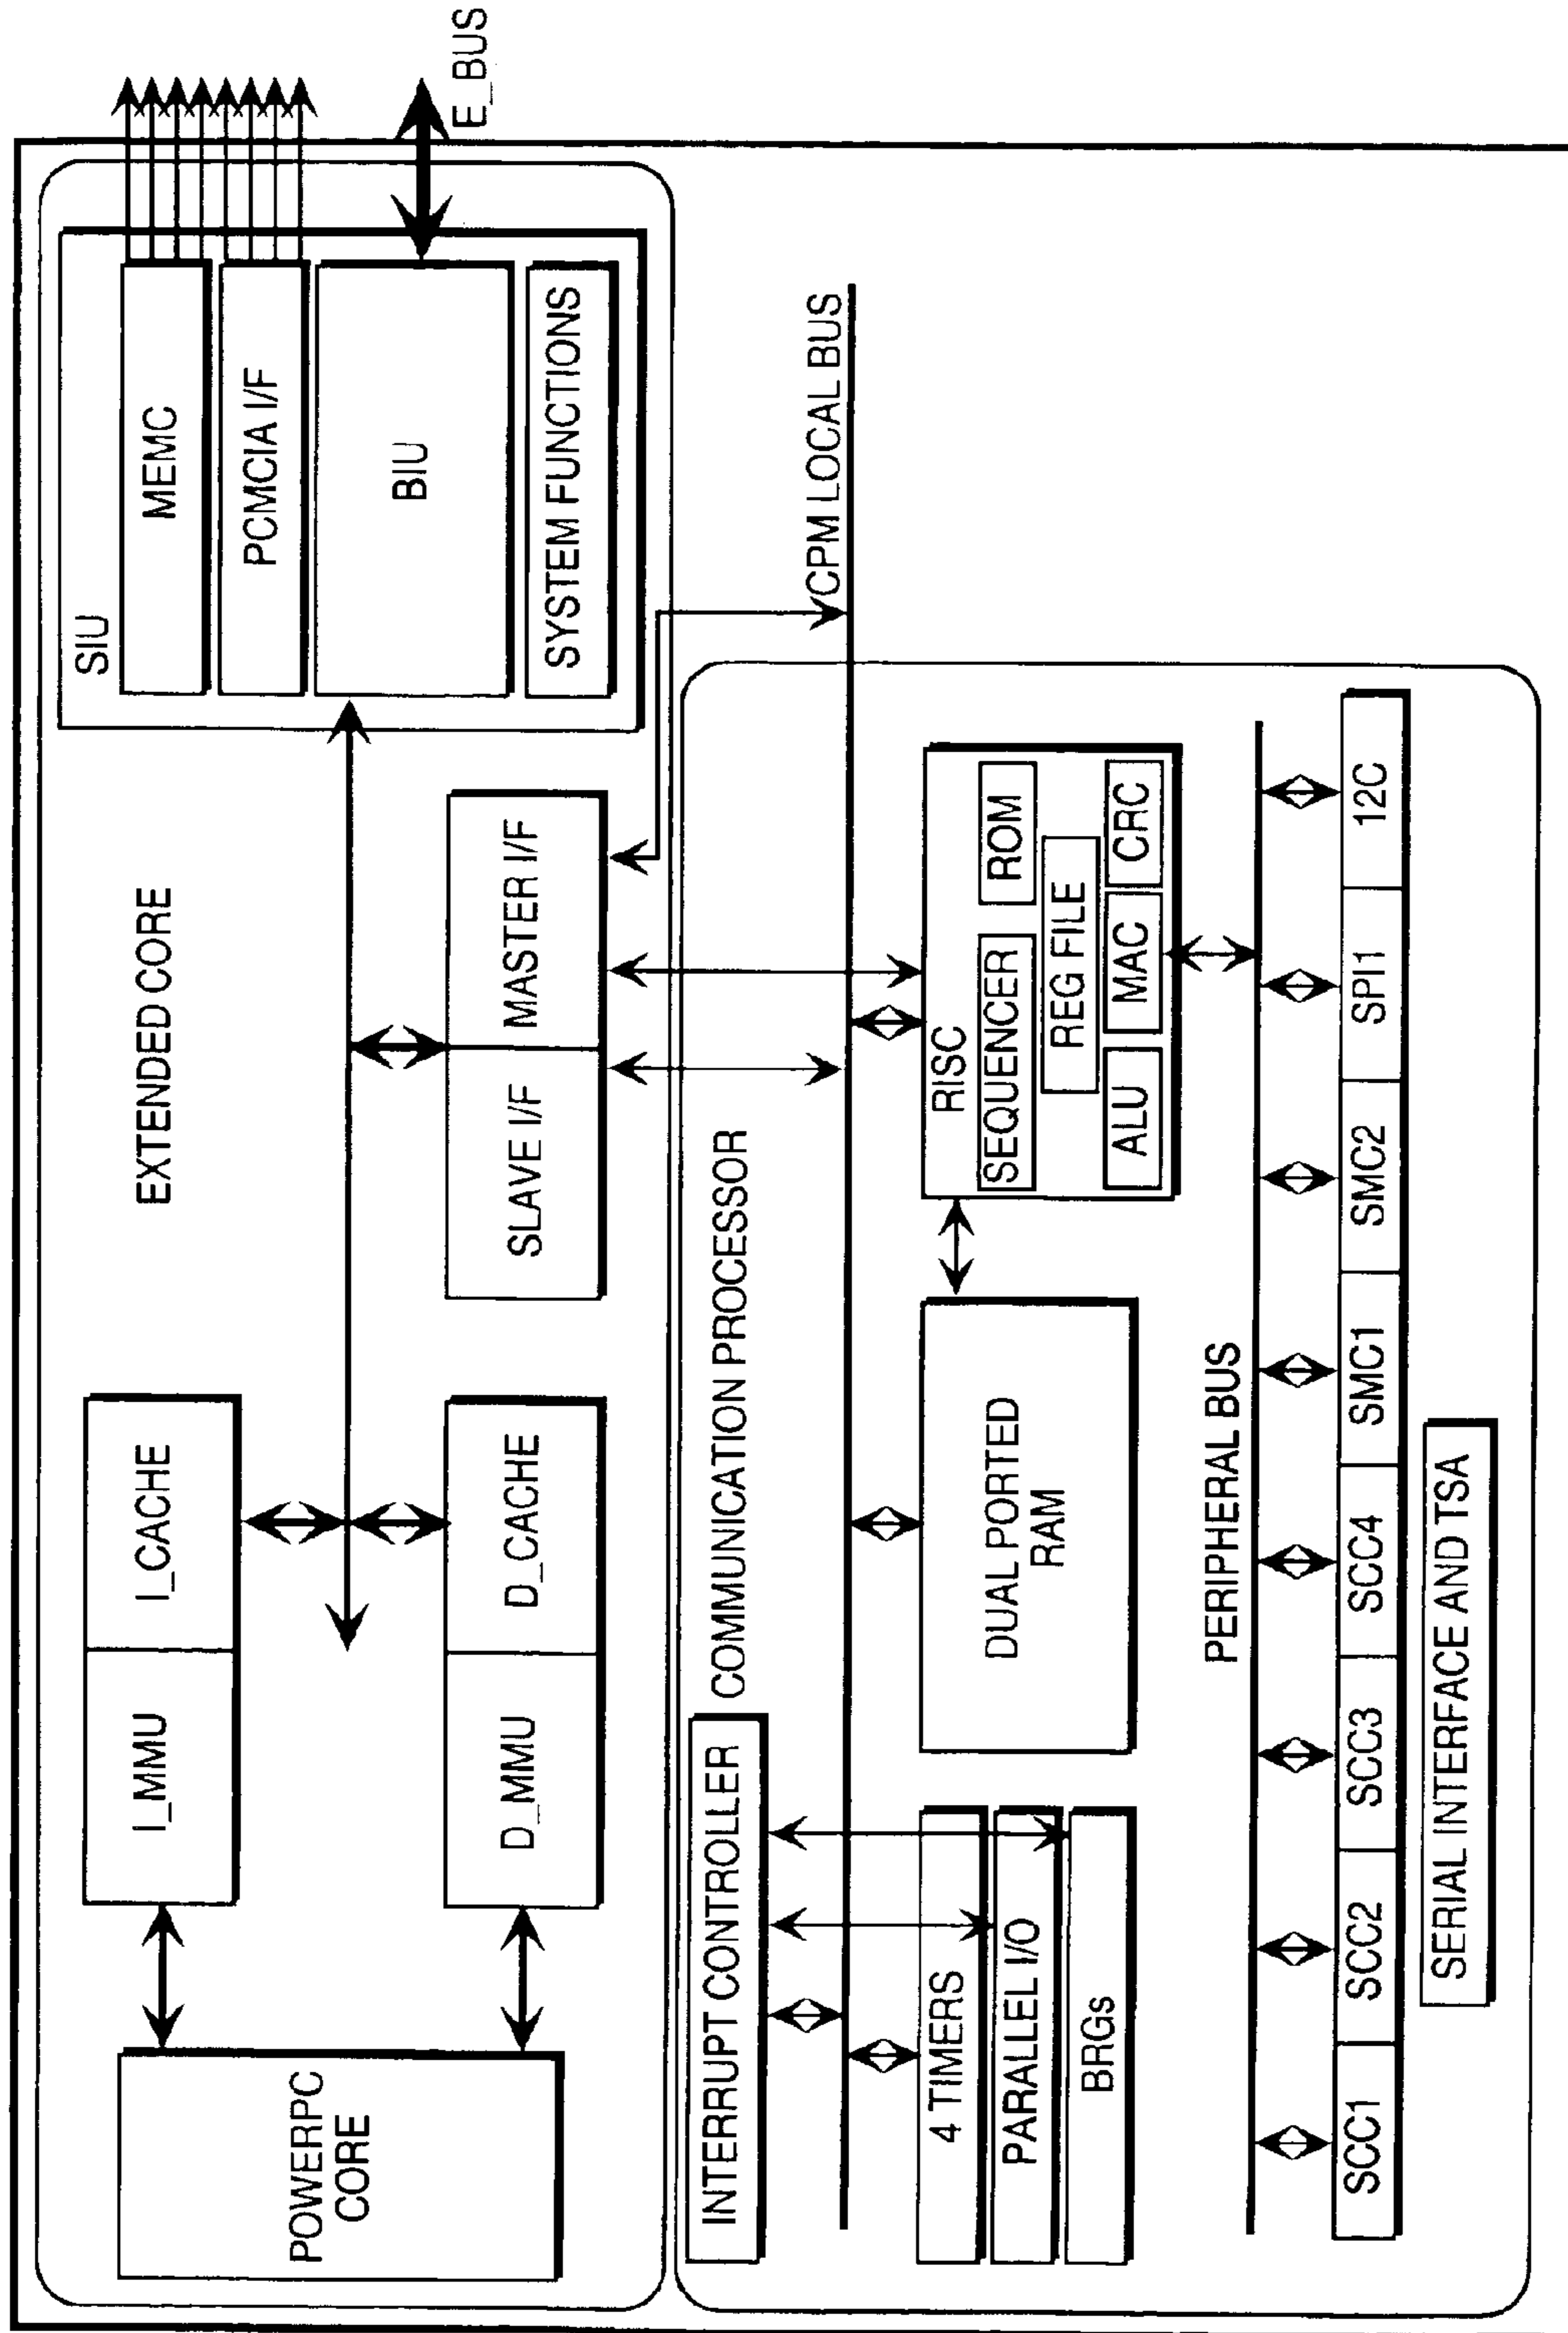 EXTENDED CORE
POWERPC
CORE
I_MMU
I_CACHE
D_MMU
D_CACHE
SLAVE I/F
MASTER I/F
SIU
MEMC
PCMCIA I/F
BIU
SYSTEM FUNCTIONS
E_BUS
CPM LOCAL BUS
COMMUNICATION PROCESSOR
INTERRUPT CONTROLLER
4 TIMERS
PARALLEL I/O
BRGs
DUAL PORTED
RAM
RISC
SEQUENCER
ROM
REG FILE
ALU
MAC
CRC
PERIPHERAL BUS
SCC1
SCC2
SCC3
SCC4
SMC1
SMC2
SPI1
12C
SERIAL INTERFACE AND TSA